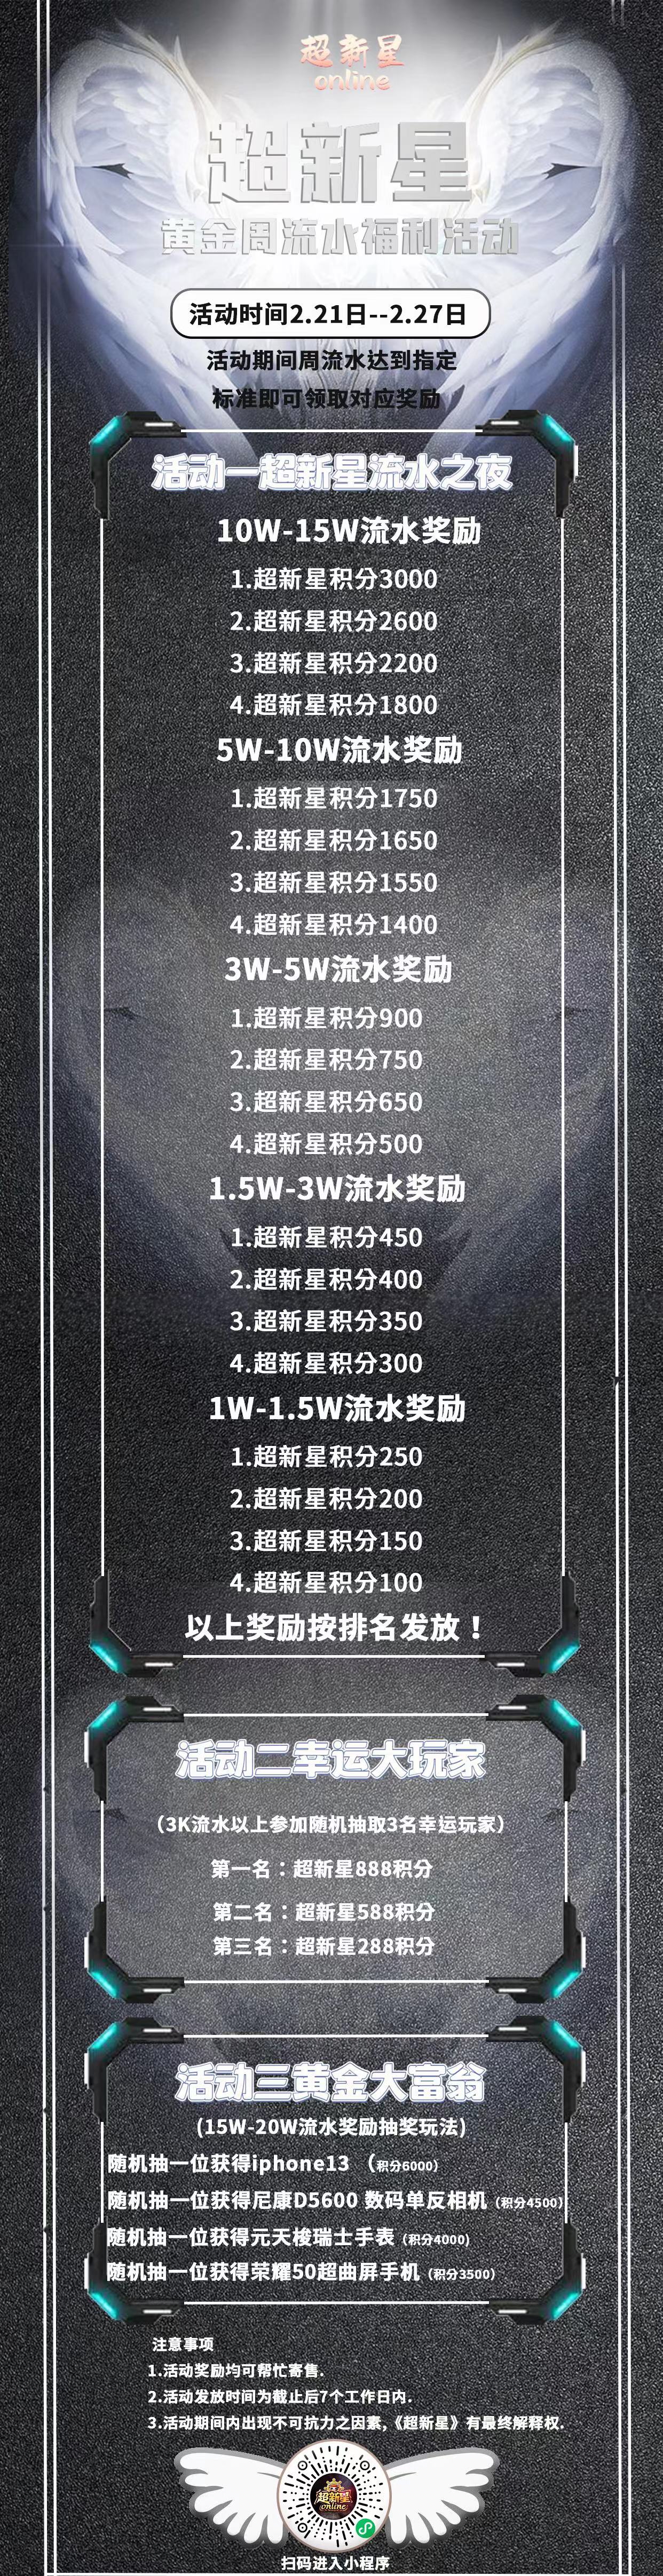 超新星
online
超新星
黄金周流水福利活动
活动时间2.21日--2.27日
活动期间周流水达到指定
标准即可领取对应奖励
活动一超新星流水之夜
10W-15W流水奖励
1.超新星积分3000
2.超新星积分2600
3.超新星积分2200
4.超新星积分1800
5W-10W流水奖励
1.超新星积分1750
2.超新星积分1650
3.超新星积分1550
4.超新星积分1400
3W-5W流水奖励
1.超新星积分900
2.超新星积分750
3.超新星积分650
4.超新星积分500
1.5W-3W流水奖励
1.超新星积分450
2.超新星积分400
3.超新星积分350
4.超新星积分300
1W-1.5W流水奖励
1.超新星积分250
2.超新星积分200
3.超新星积分150
4.超新星积分100
以上奖励按排名发放！
活动二幸运大玩家
（3K流水以上参加随机抽取3名幸运玩家）
第一名：超新星888积分
第二名：超新星588积分
第三名：超新星288积分
活动三黄金大富翁
(15W-20W流水奖励抽奖玩法)
随机抽一位获得iphone13 （积分6000）
随机抽一位获得尼康D5600 数码单反相机（积分4500）
随机抽一位获得元天梭瑞士手表（积分4000)
随机抽一位获得荣耀50超曲屏手机（积分3500）
注意事项
1.活动奖励均可帮忙寄售.
2.活动发放时间为截止后7个工作日内.
3.活动期间内出现不可抗力之因素,《超新星》有最终解释权.
超新星
online
扫码进入小程序